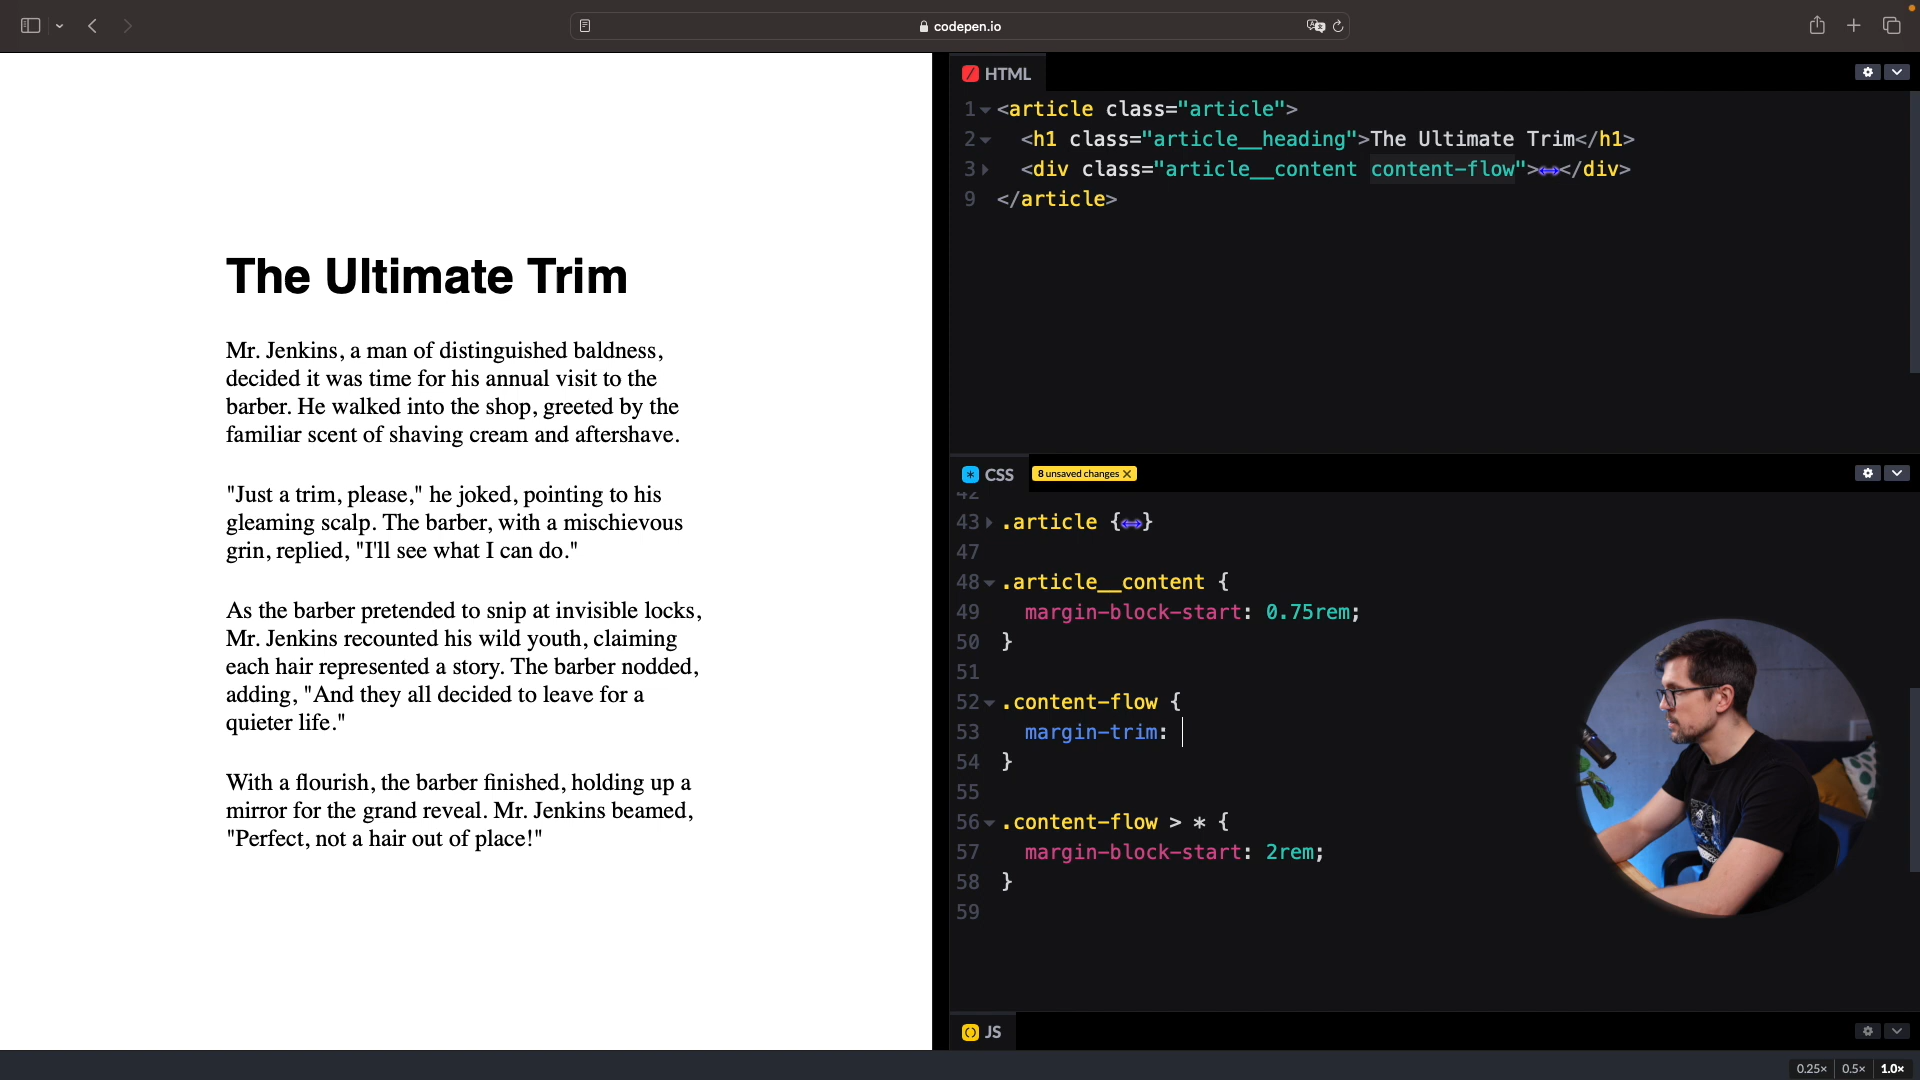 codepen.io
The Ultimate Trim
Mr. Jenkins, a man of distinguished baldness,
decided it was time for his annual visit to the
barber. He walked into the shop, greeted by the
familiar scent of shaving cream and aftershave.
"Just a trim, please," he joked, pointing to his
gleaming scalp. The barber, with a mischievous
grin, replied, "I'll see what I can do."
As the barber pretended to snip at invisible locks,
Mr. Jenkins recounted his wild youth, claiming
each hair represented a story. The barber nodded,
adding, "And they all decided to leave for a
quieter life."
With a flourish, the barber finished, holding up a
mirror for the grand reveal. Mr. Jenkins beamed,
"Perfect, not a hair out of place!"
HTML
1 <article class="article">
2 <h1 class="article__heading">The Ultimate Trim</h1>
3 <div class="article__content content-flow"></div>
9 </article>
CSS 8 unsaved changes
42
43 .article {}
47
48 .article__content {
49 margin-block-start: 0.75rem;
50 }
51
52 .content-flow {
53 margin-trim:
54 }
55
56 .content-flow > * {
57 margin-block-start: 2rem;
58 }
59
JS
0.25× 0.5× 1.0×